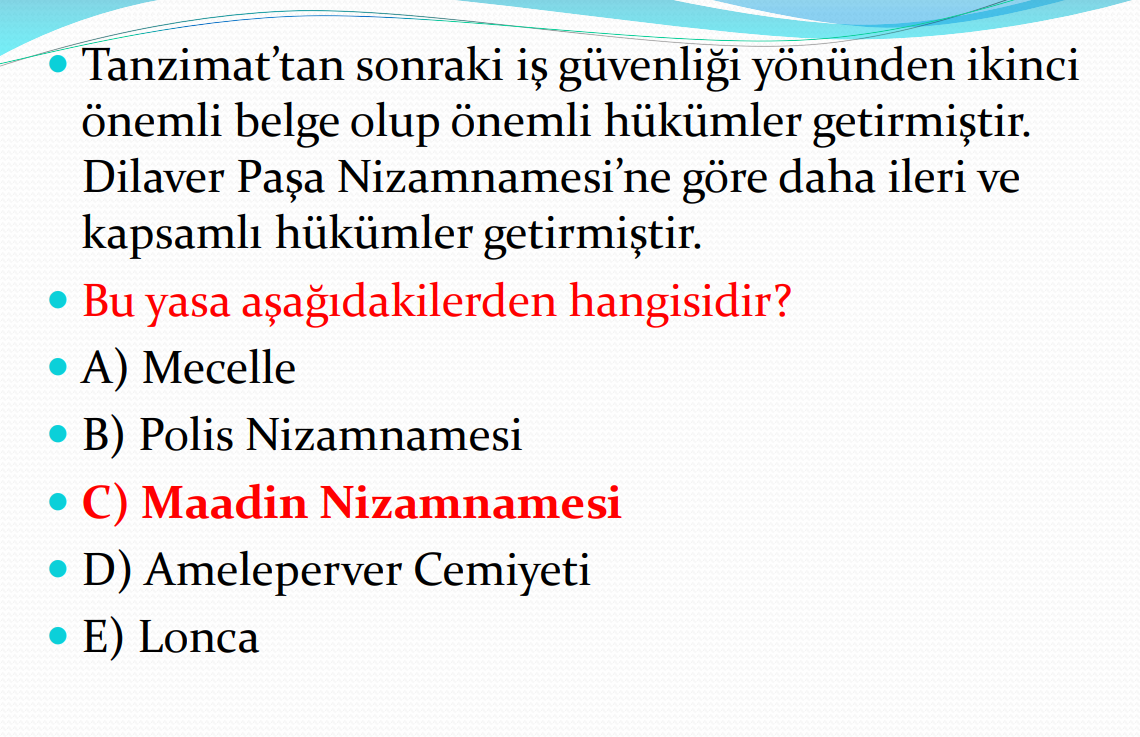 • Tanzimat’tan sonraki iş güvenliği yönünden ikinci
önemli belge olup önemli hükümler getirmiştir.
Dilaver Paşa Nizamnamesi’ne göre daha ileri ve
kapsamlı hükümler getirmiştir.
• Bu yasa aşağıdakilerden hangisidir?
• A) Mecelle
• B) Polis Nizamnamesi
• C) Maadin Nizamnamesi
• D) Ameleperver Cemiyeti
• E) Lonca